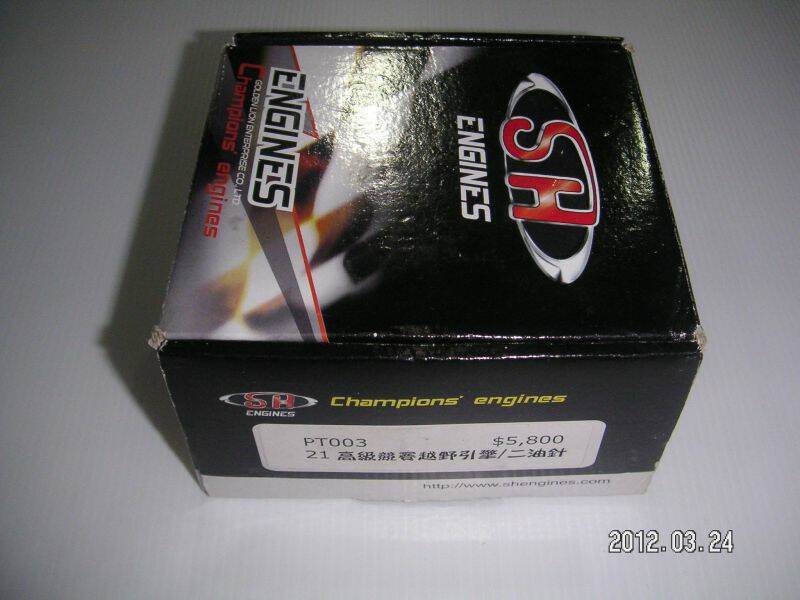 SH
ENGINES
ENGINES
GOLDEN LION ENTERPRISE CO., LTD
Champions' engines
SH
ENGINES
Champions' engines
PT003 $5,800
21 高級競賽越野引擎/二油針
http://www.shengines.com
2012.03.24